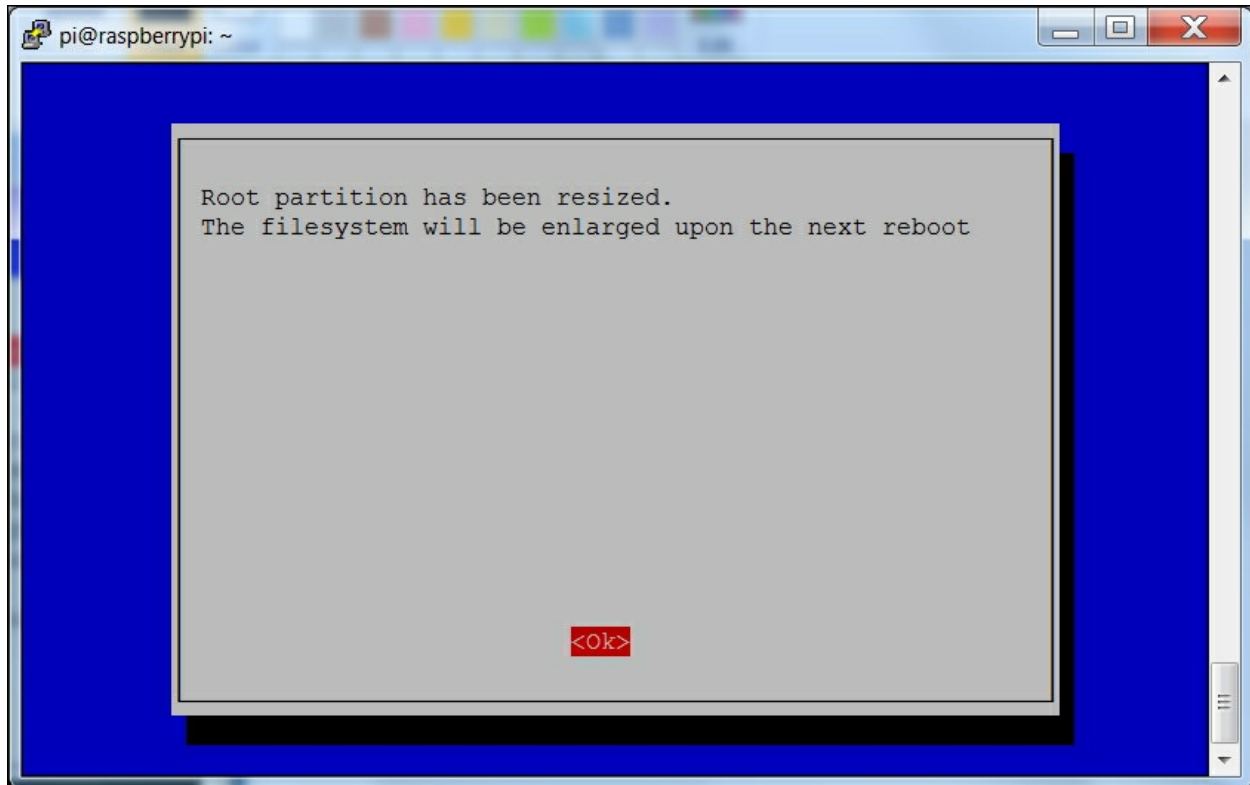 pi@raspberrypi: ~
Root partition has been resized.
The filesystem will be enlarged upon the next reboot
<Ok>